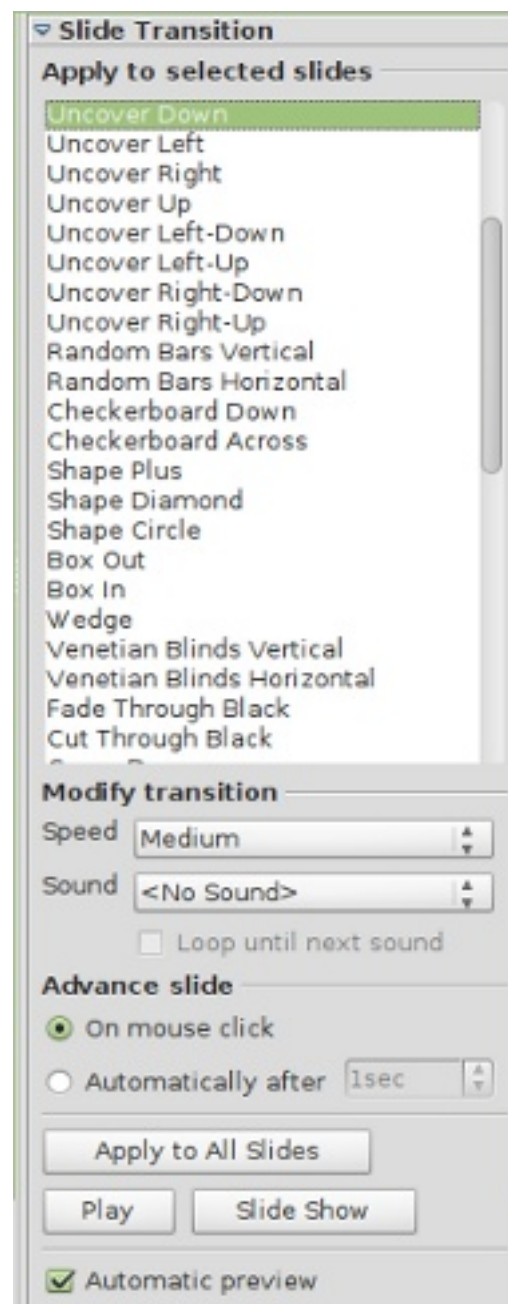 Slide Transition
Apply to selected slides
Uncover Down
Uncover Left
Uncover Right
Uncover Up
Uncover Left-Down
Uncover Left-Up
Uncover Right-Down
Uncover Right-Up
Random Bars Vertical
Random Bars Horizontal
Checkerboard Down
Checkerboard Across
Shape Plus
Shape Diamond
Shape Circle
Box Out
Box In
Wedge
Venetian Blinds Vertical
Venetian Blinds Horizontal
Fade Through Black
Cut Through Black
Modify transition
Speed Medium
Sound <No Sound>
Loop until next sound
Advance slide
On mouse click
Automatically after 1sec
Apply to All Slides
Play Slide Show
Automatic preview